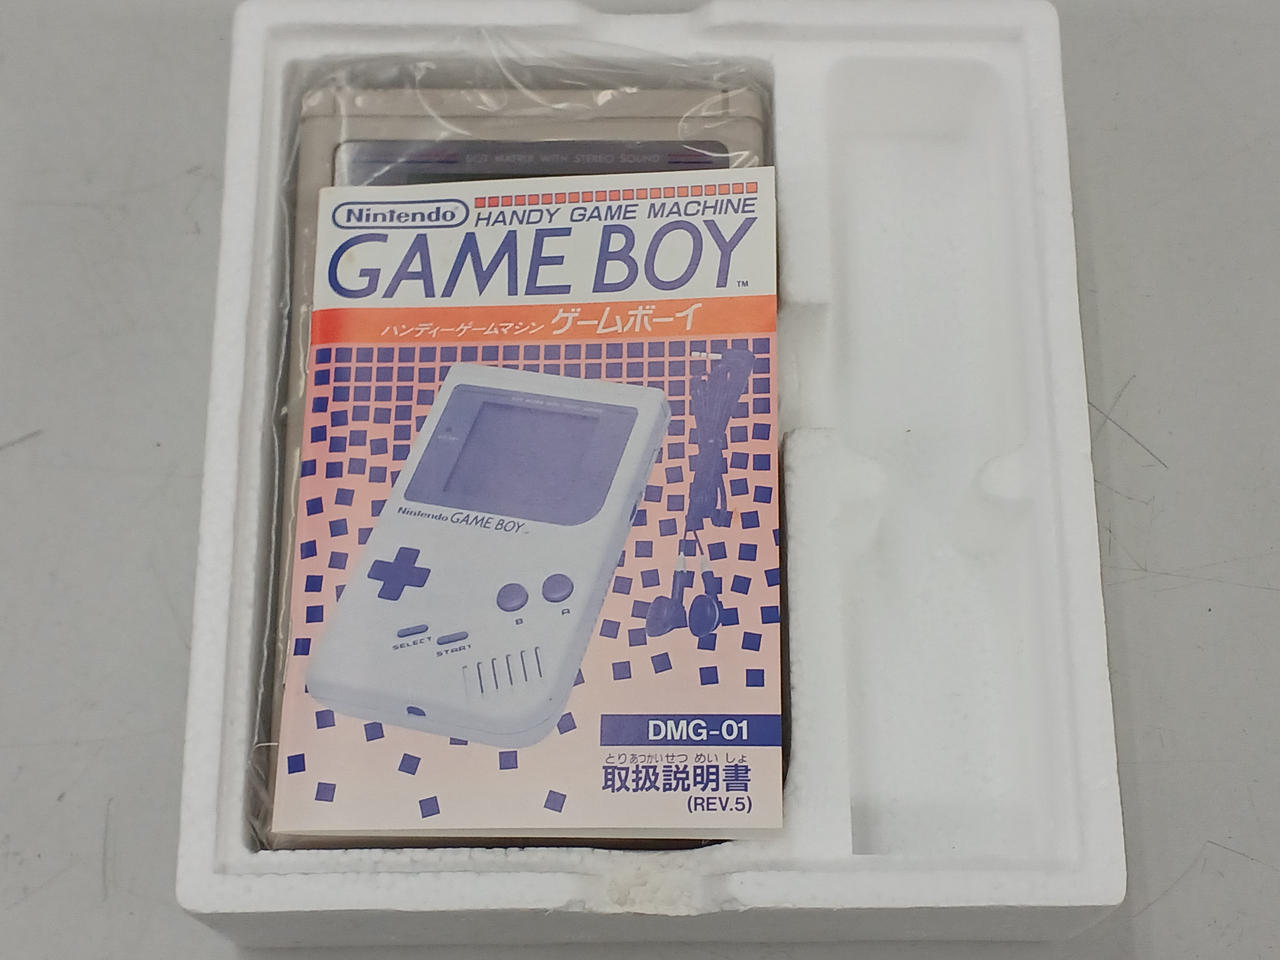 DOT MATRIX WITH STEREO SOUND
Nintendo
HANDY GAME MACHINE
GAME BOY™
ハンディーゲームマシン ゲームボーイ
Nintendo GAME BOY
B
A
SELECT
START
DMG-01
とりあつかいせつめいしょ
取扱説明書
(REV.5)